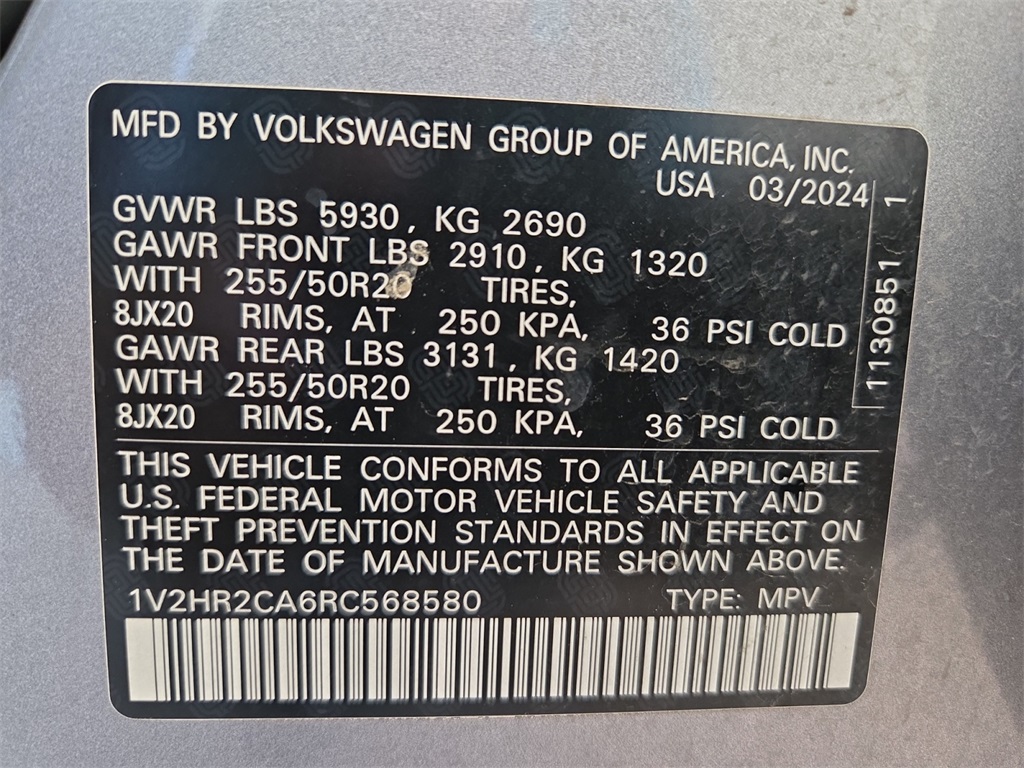 MFD BY VOLKSWAGEN GROUP OF AMERICA, INC.
USA 03/2024
GVWR LBS 5930, KG 2690
GAWR FRONT LBS 2910, KG 1320
WITH 255/50R20 TIRES,
8JX20 RIMS, AT 250 KPA, 36 PSI COLD
GAWR REAR LBS 3131, KG 1420
WITH 255/50R20 TIRES,
8JX20 RIMS, AT 250 KPA, 36 PSI COLD
1130851 1
THIS VEHICLE CONFORMS TO ALL APPLICABLE
U.S. FEDERAL MOTOR VEHICLE SAFETY AND
THEFT PREVENTION STANDARDS IN EFFECT ON
THE DATE OF MANUFACTURE SHOWN ABOVE.
1V2HR2CA6RC568580 TYPE: MPV